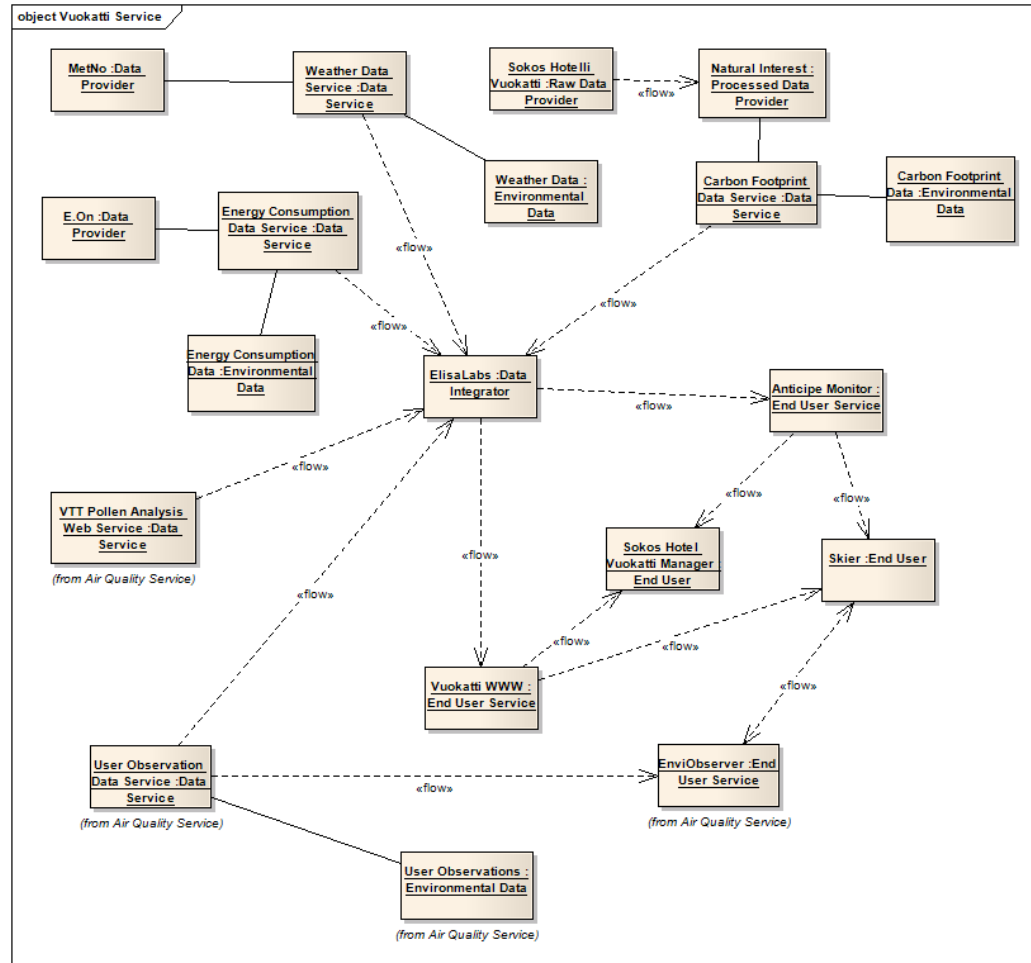 object Vuokatti Service
MetNo :Data
Provider
Weather Data
Service :Data
Service
Sokos Hotelli
Vuokatti :Raw Data
Provider
«flow»
Natural Interest :
Processed Data
Provider
Weather Data :
Environmental
Data
Carbon Footprint
Data Service :Data
Service
Carbon Footprint
Data :Environmental
Data
E.On :Data
Provider
Energy Consumption
Data Service :Data
Service
«flow»
«flow»
«flow»
Energy Consumption
Data :Environmental
Data
ElisaLabs :Data
Integrator
«flow»
Anticipe Monitor :
End User Service
«flow»
VTT Pollen Analysis
Web Service :Data
Service
(from Air Quality Service)
«flow»
«flow»
«flow»
«flow»
Sokos Hotel
Vuokatti Manager :
End User
Skier :End User
«flow»
«flow»
«flow»
«flow»
Vuokatti WWW :
End User Service
User Observation
Data Service :Data
Service
(from Air Quality Service)
«flow»
EnviObserver :End
User Service
(from Air Quality Service)
User Observations :
Environmental Data
(from Air Quality Service)